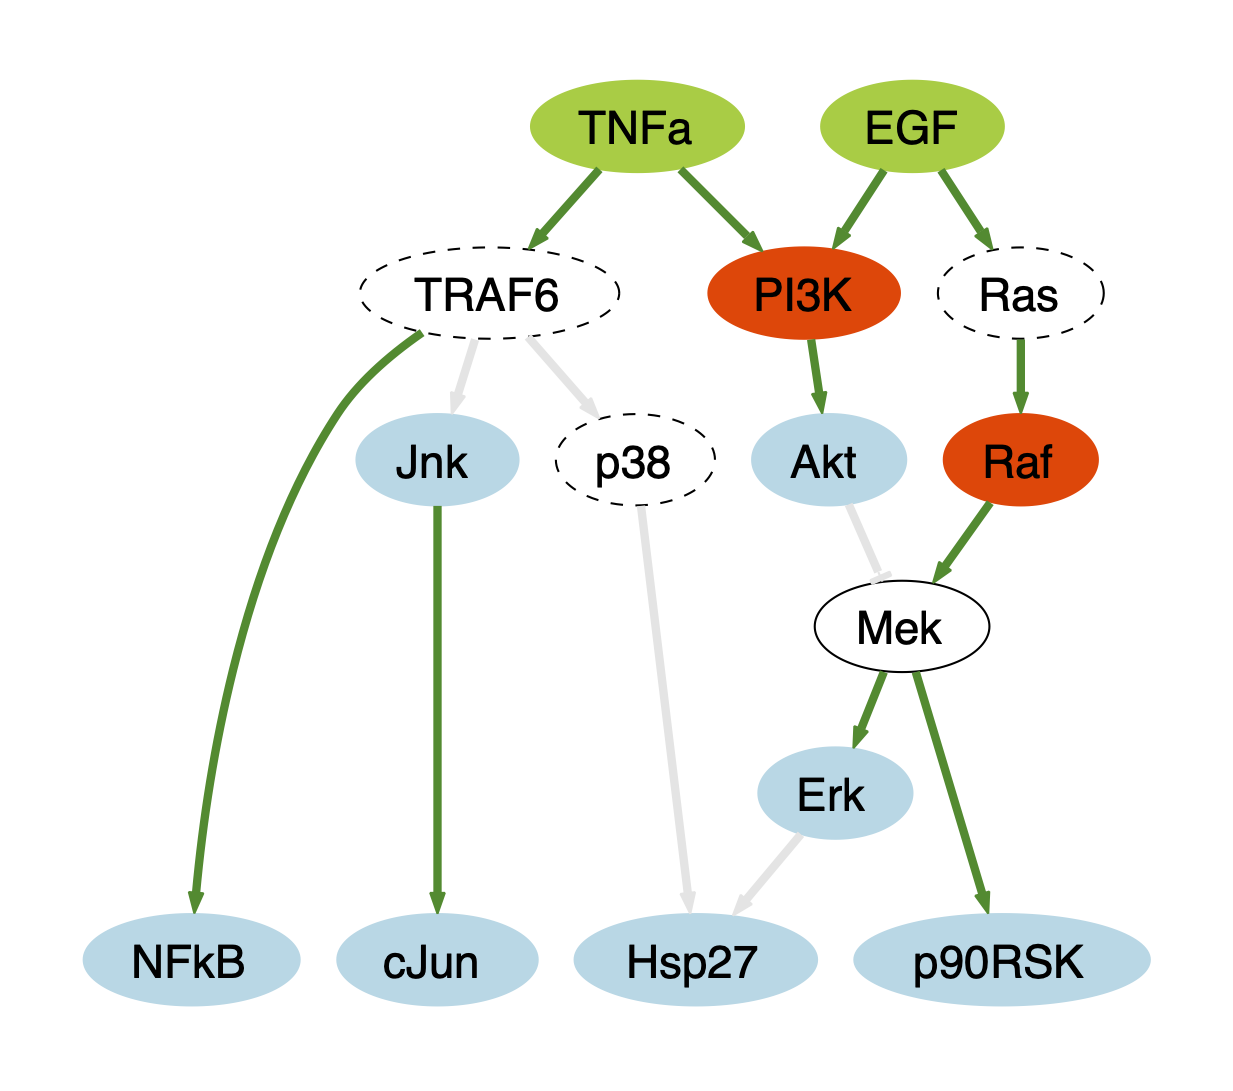 TNFa
EGF
TRAF6
PI3K
Ras
Jnk
p38
Akt
Raf
Mek
Erk
NFkB
cJun
Hsp27
p90RSK